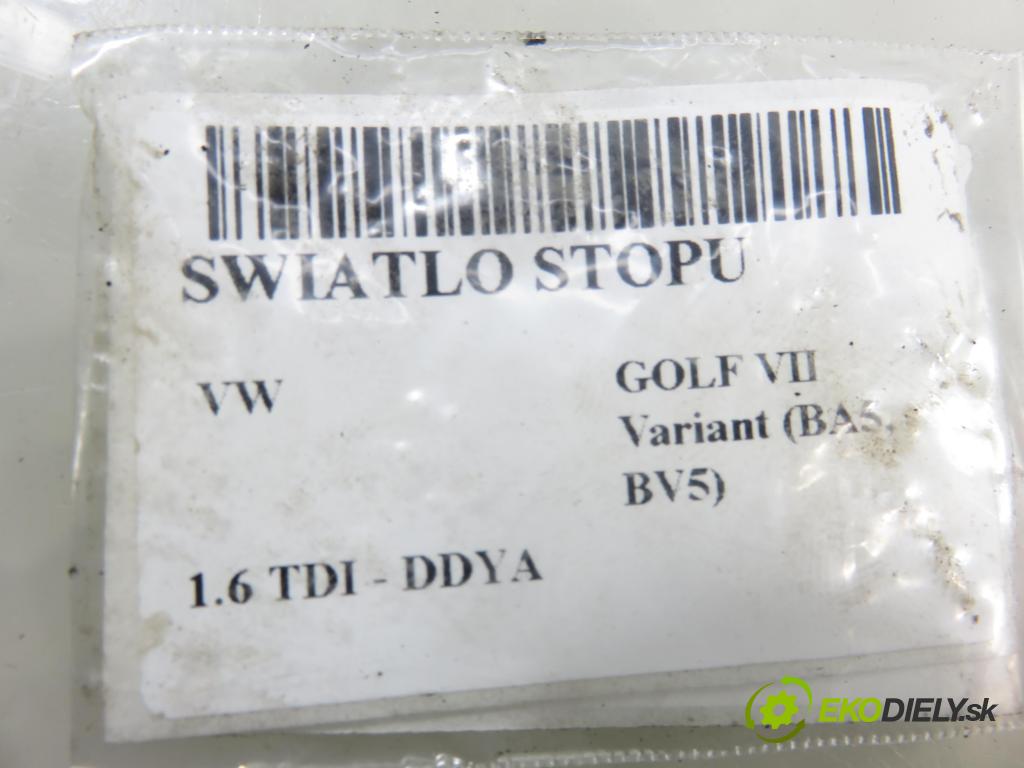 SWIATLO STOPU
VW
GOLF VII
Variant (BA5,
BV5)
1.6 TDI - DDYA
EKODIELY.sk